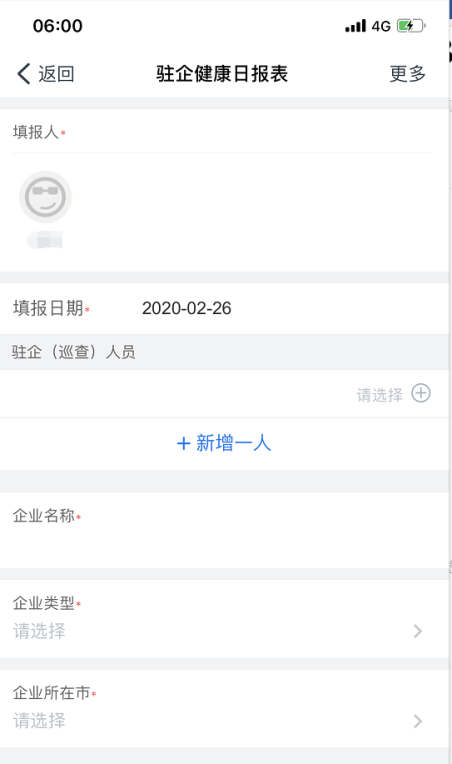 06:00 4G
返回 驻企健康日报表 更多
填报人*
填报日期* 2020-02-26
驻企（巡查）人员
请选择
+ 新增一人
企业名称*
企业类型*
请选择
企业所在市*
请选择